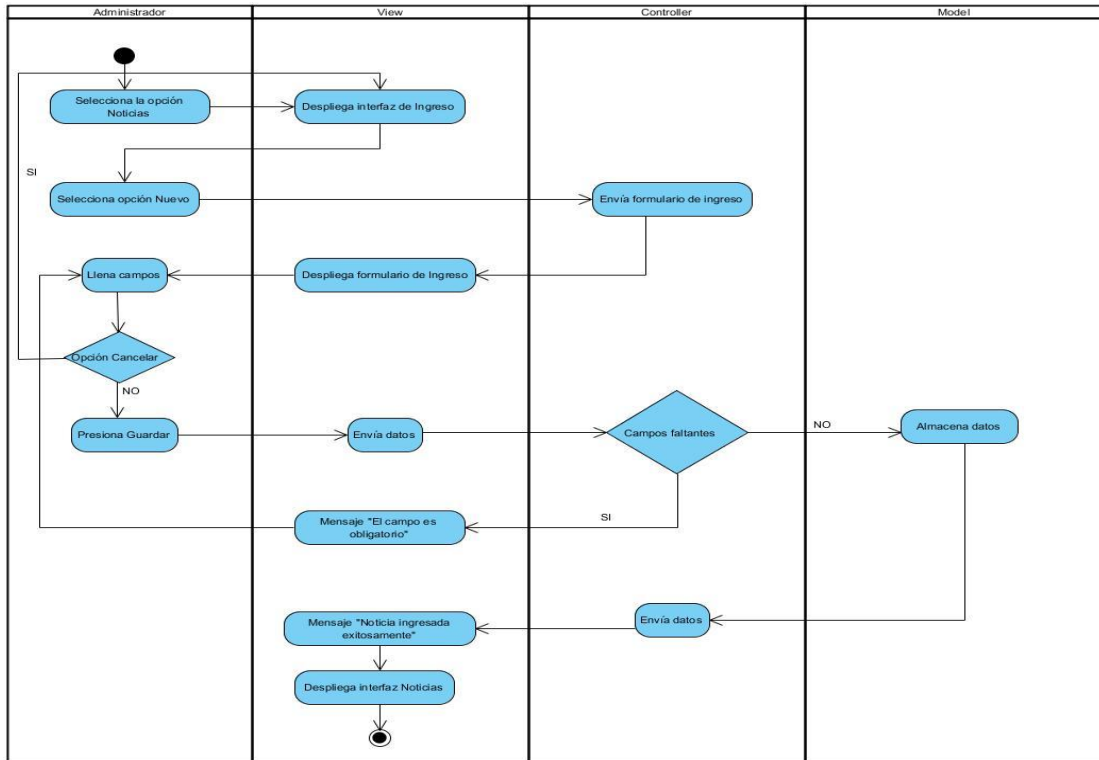 Administrador
View
Controller
Model
Selecciona la opción
Noticias
Despliega interfaz de Ingreso
SI
Selecciona opción Nuevo
Envía formulario de ingreso
Llena campos
Despliega formulario de Ingreso
Opción Cancelar
NO
Presiona Guardar
Envía datos
Campos faltantes
NO
Almacena datos
SI
Mensaje "El campo es
obligatorio"
Mensaje "Noticia ingresada
exitosamente"
Envía datos
Despliega interfaz Noticias